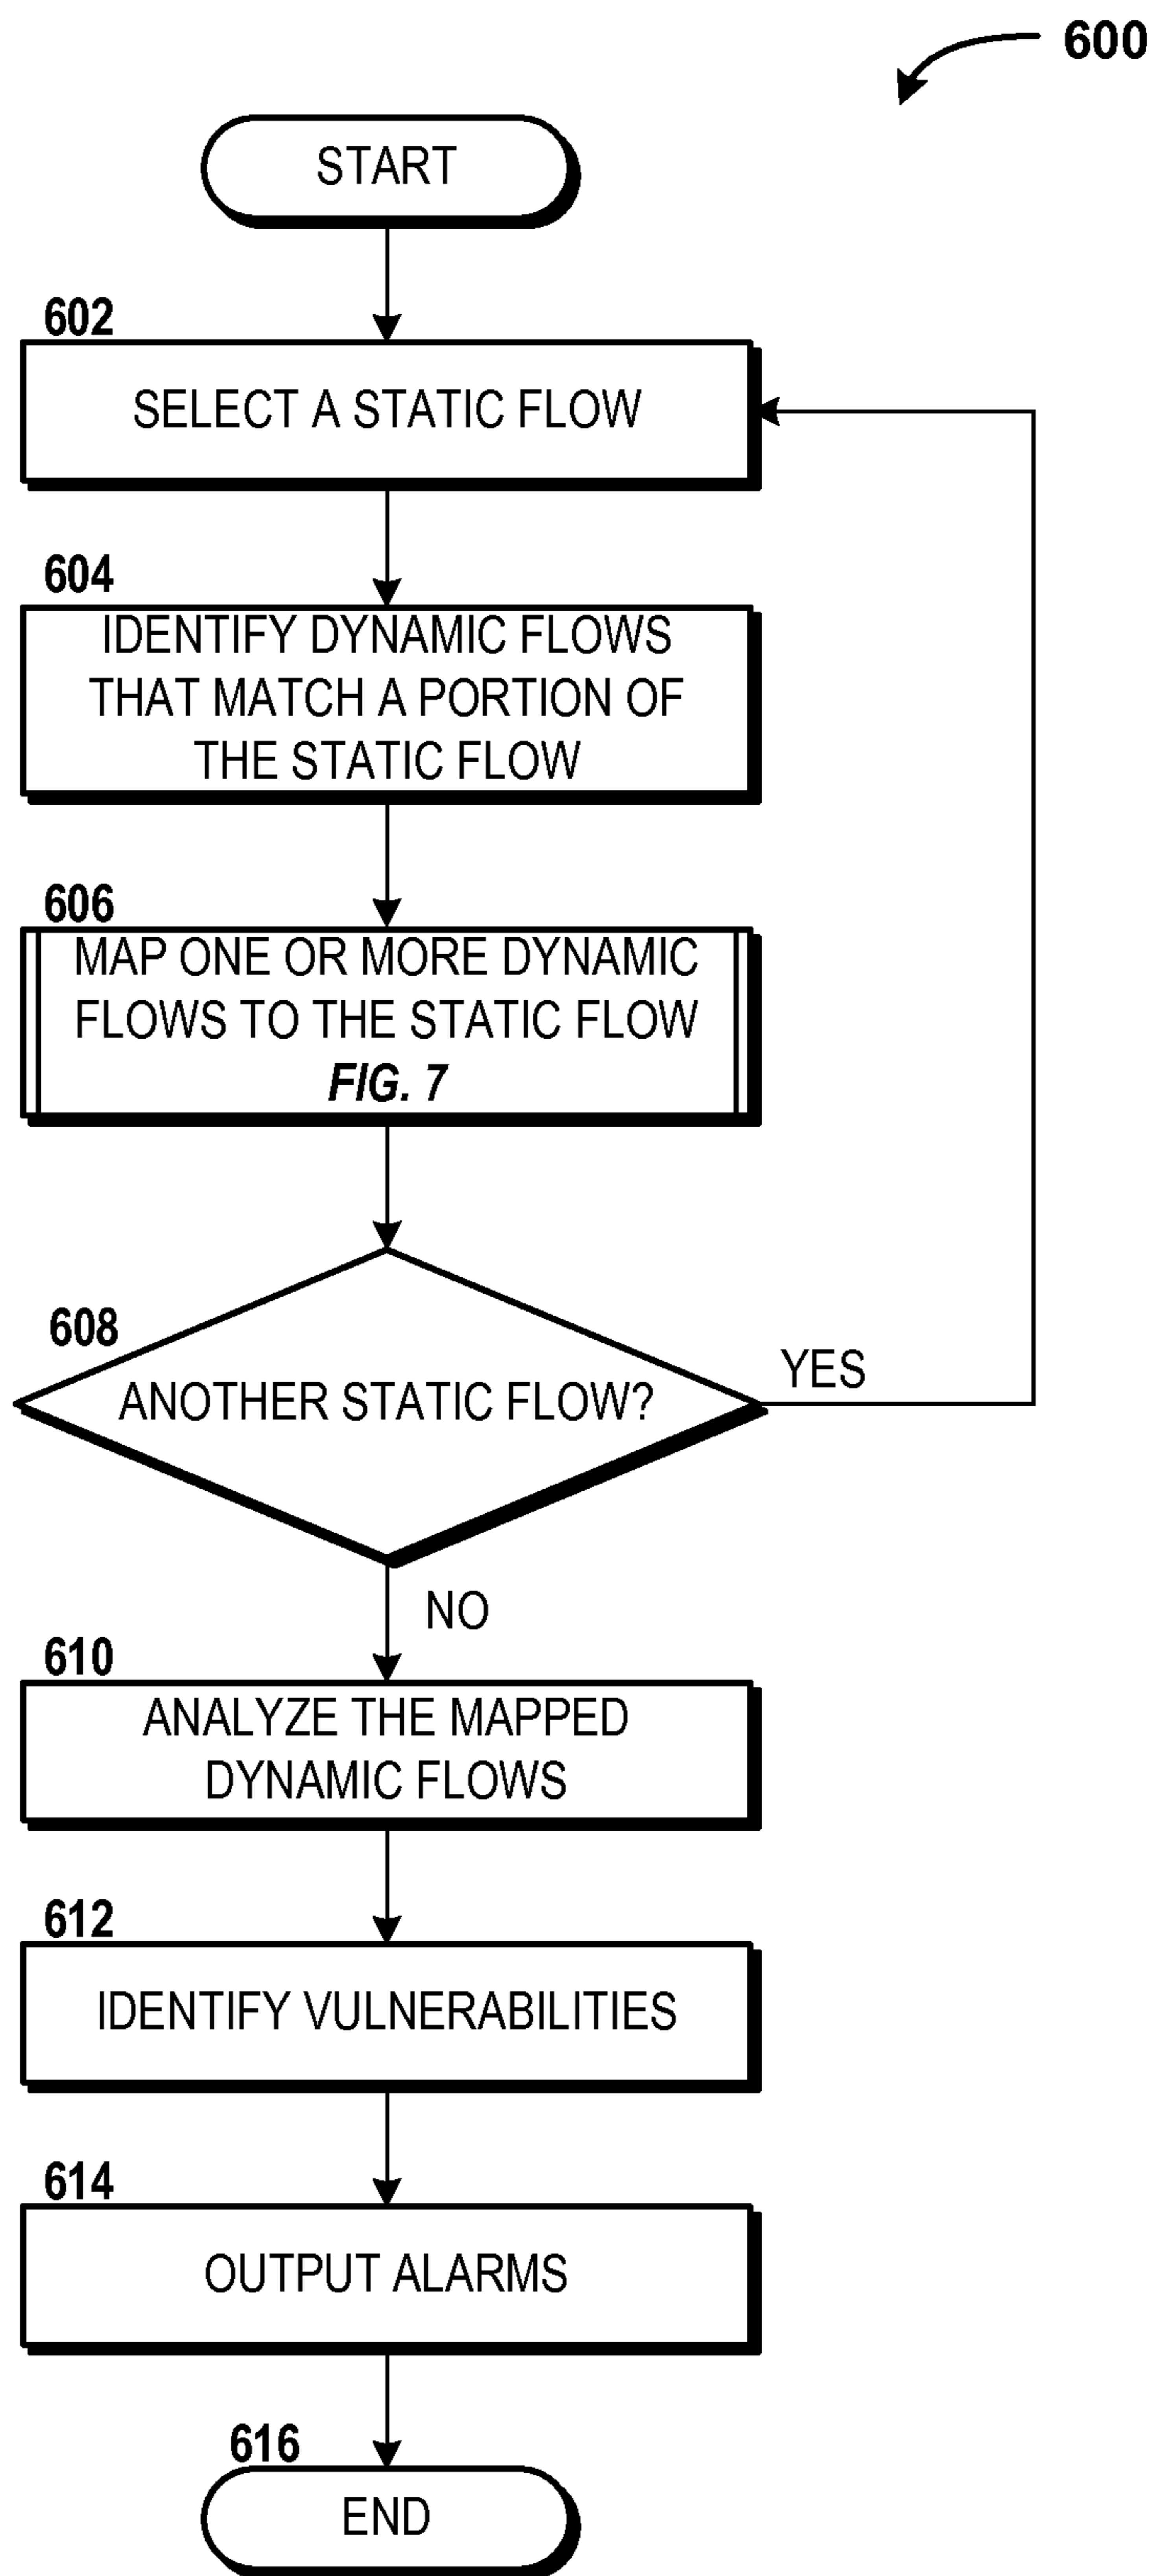 600
START
602
SELECT A STATIC FLOW
604
IDENTIFY DYNAMIC FLOWS
THAT MATCH A PORTION OF
THE STATIC FLOW
606
MAP ONE OR MORE DYNAMIC
FLOWS TO THE STATIC FLOW
FIG. 7
608
ANOTHER STATIC FLOW?
YES
NO
610
ANALYZE THE MAPPED
DYNAMIC FLOWS
612
IDENTIFY VULNERABILITIES
614
OUTPUT ALARMS
616
END